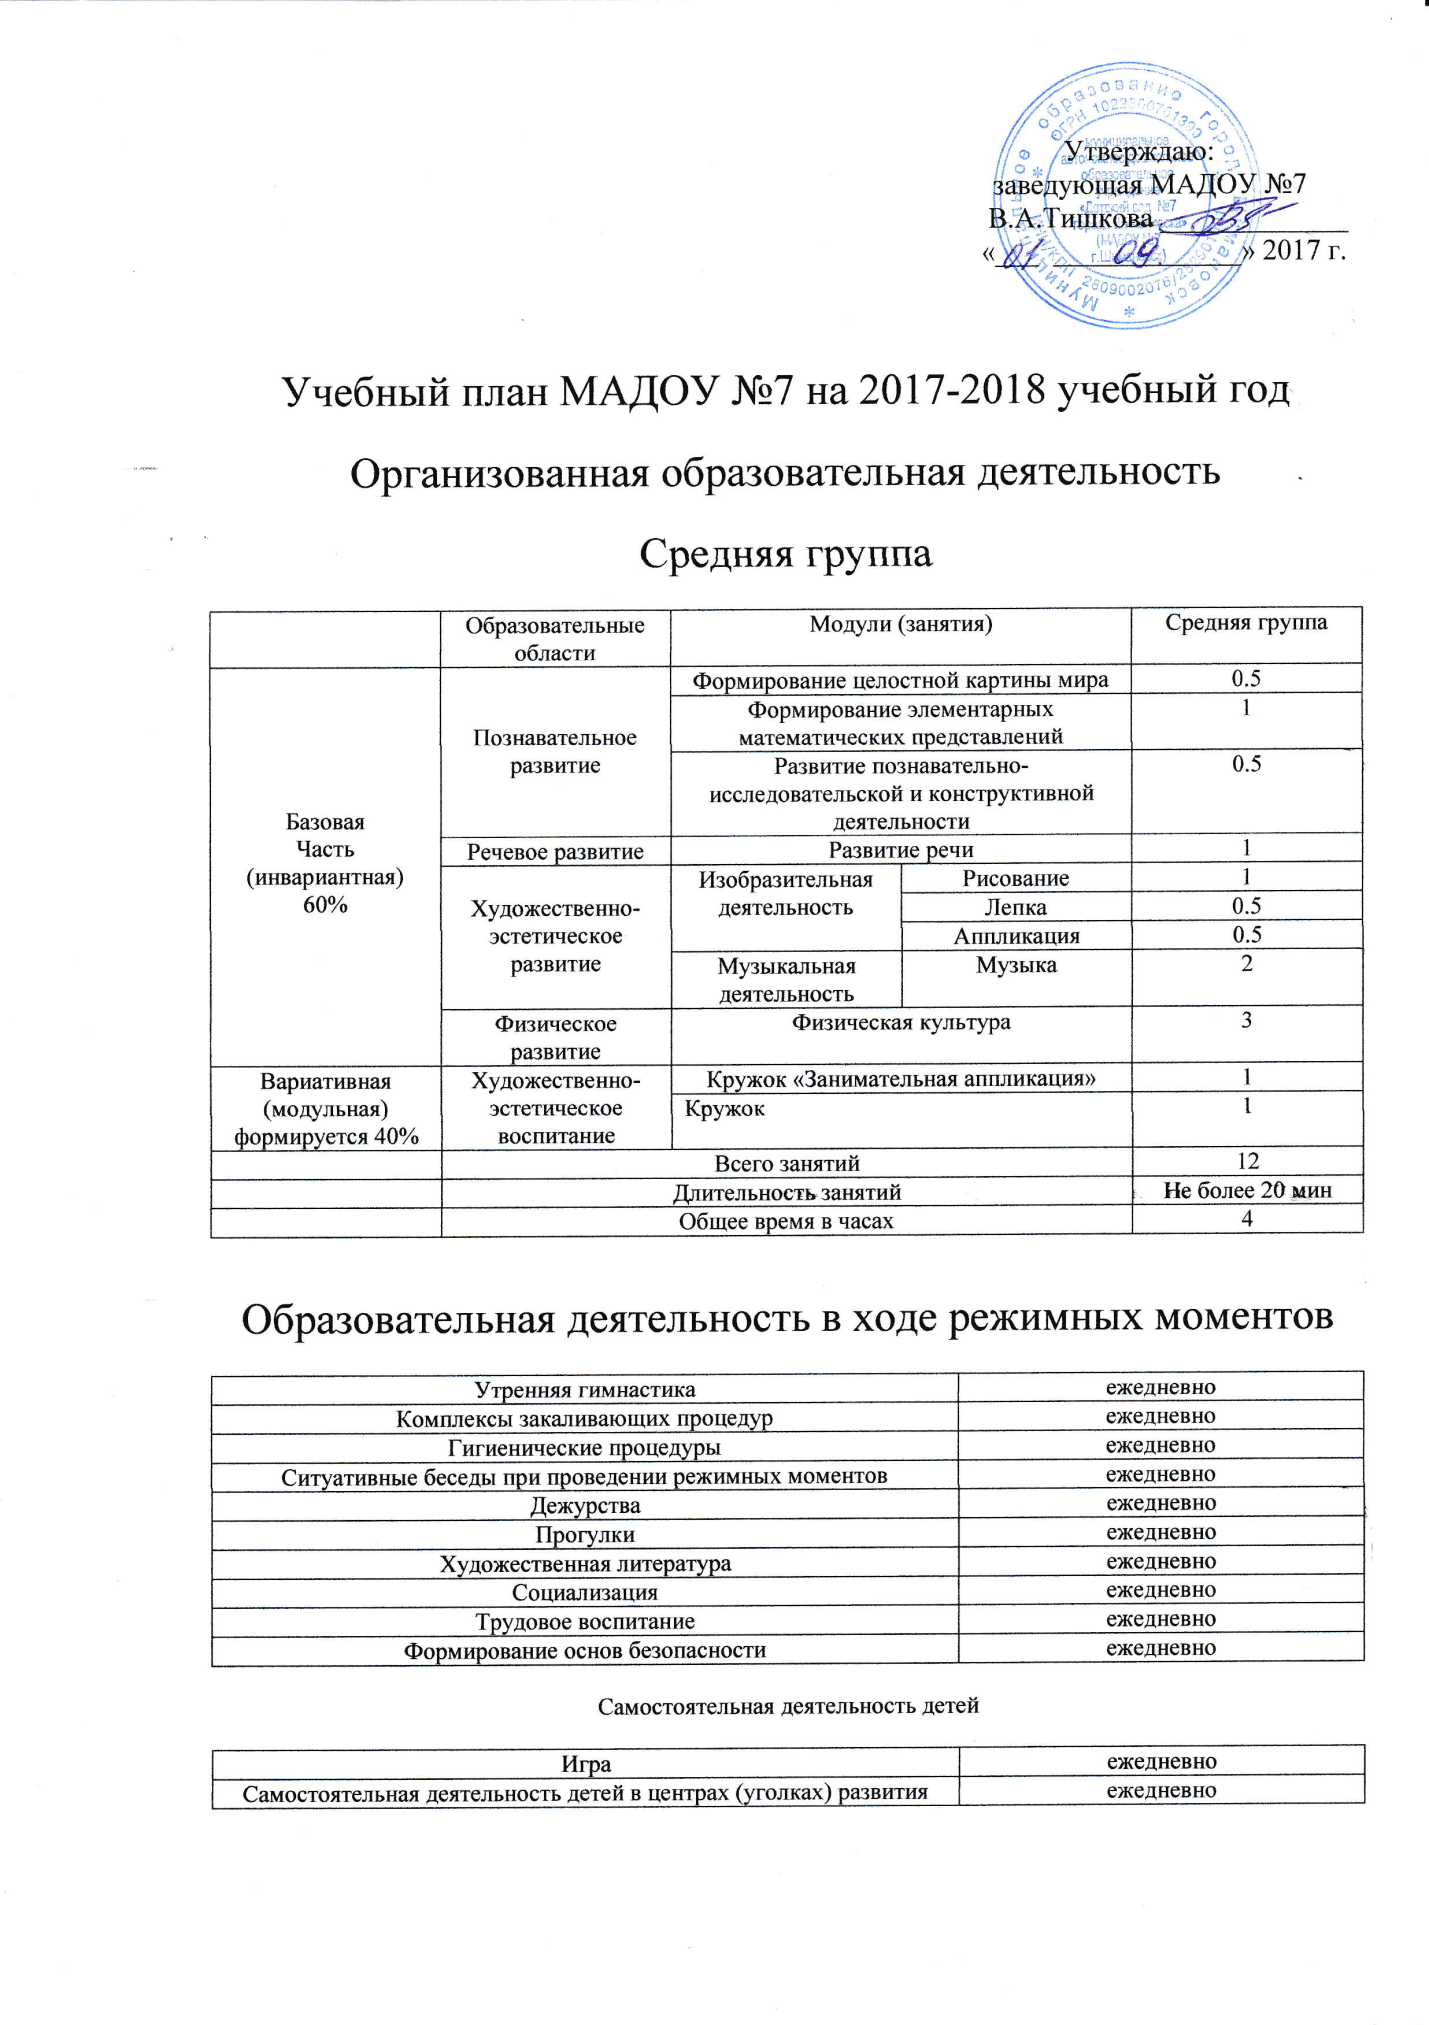 Утверждаю:
заведующая МАДОУ №7
В.А.Тишкова
«01 09.» 2017 г.
Учебный план МАДОУ №7 на 2017-2018 учебный год
Организованная образовательная деятельность
Средняя группа
Образовательные области Модули (занятия) Средняя группа
Базовая
Часть
(инвариантная)
60%
Познавательное
развитие
Формирование целостной картины мира 0.5
Формирование элементарных 1
математических представлений
Развитие познавательно- 0.5
исследовательской и конструктивной
деятельности
Речевое развитие Развитие речи 1
Художественно-
эстетическое
развитие
Изобразительная
деятельность
Рисование 1
Лепка 0.5
Аппликация 0.5
Музыкальная
деятельность
Музыка 2
Физическое
развитие
Физическая культура 3
Вариативная
(модульная)
формируется 40%
Художественно-
эстетическое
воспитание
Кружок «Занимательная аппликация» 1
Кружок 1
Всего занятий 12
Длительность занятий Не более 20 мин
Общее время в часах 4
Образовательная деятельность в ходе режимных моментов
Утренняя гимнастика ежедневно
Комплексы закаливающих процедур ежедневно
Гигиенические процедуры ежедневно
Ситуативные беседы при проведении режимных моментов ежедневно
Дежурства ежедневно
Прогулки ежедневно
Художественная литература ежедневно
Социализация ежедневно
Трудовое воспитание ежедневно
Формирование основ безопасности ежедневно
Самостоятельная деятельность детей
Игра ежедневно
Самостоятельная деятельность детей в центрах (уголках) развития ежедневно